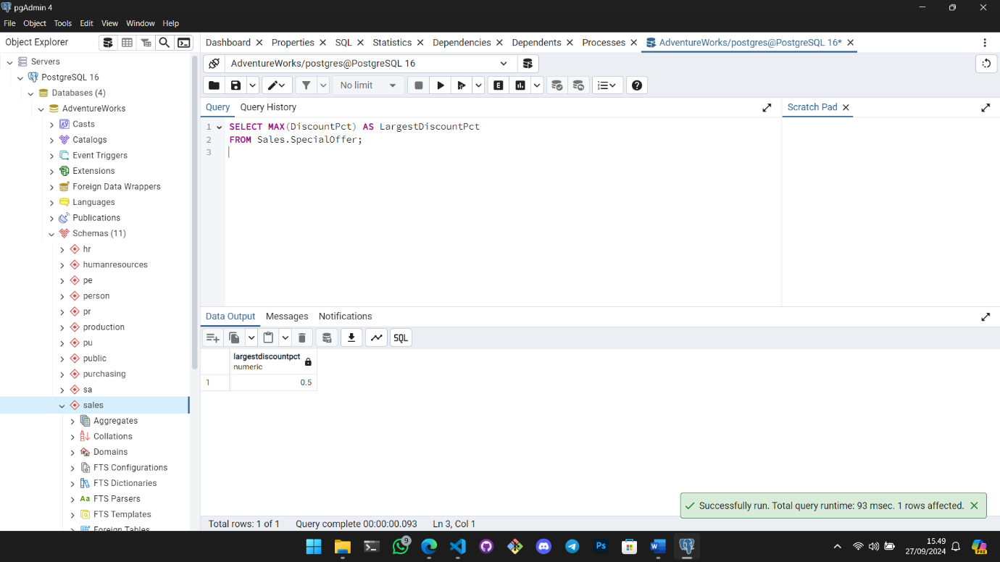 pgAdmin 4
File Object Tools Edit View Window Help
Object Explorer
Dashboard Properties SQL Statistics Dependencies Dependents Processes AdventureWorks/postgres@PostgreSQL 16*
AdventureWorks/postgres@PostgreSQL 16
No limit
Servers
PostgreSQL 16
Databases (4)
AdventureWorks
Casts
Catalogs
Event Triggers
Extensions
Foreign Data Wrappers
Languages
Publications
Schemas (11)
hr
humanresources
pe
person
pr
production
pu
public
purchasing
sa
sales
Aggregates
Collations
Domains
FTS Configurations
FTS Dictionaries
FTS Parsers
FTS Templates
Foreign Tables
Query Query History
Scratch Pad
1 SELECT MAX(DiscountPct) AS LargestDiscountPct
2 FROM Sales.SpecialOffer;
3
Data Output Messages Notifications
SQL
largestdiscountpct
numeric
1 0.5
Successfully run. Total query runtime: 93 msec. 1 rows affected.
Total rows: 1 of 1 Query complete 00:00:00.093 Ln 3, Col 1
9
Ps
15.49
27/09/2024
PRE